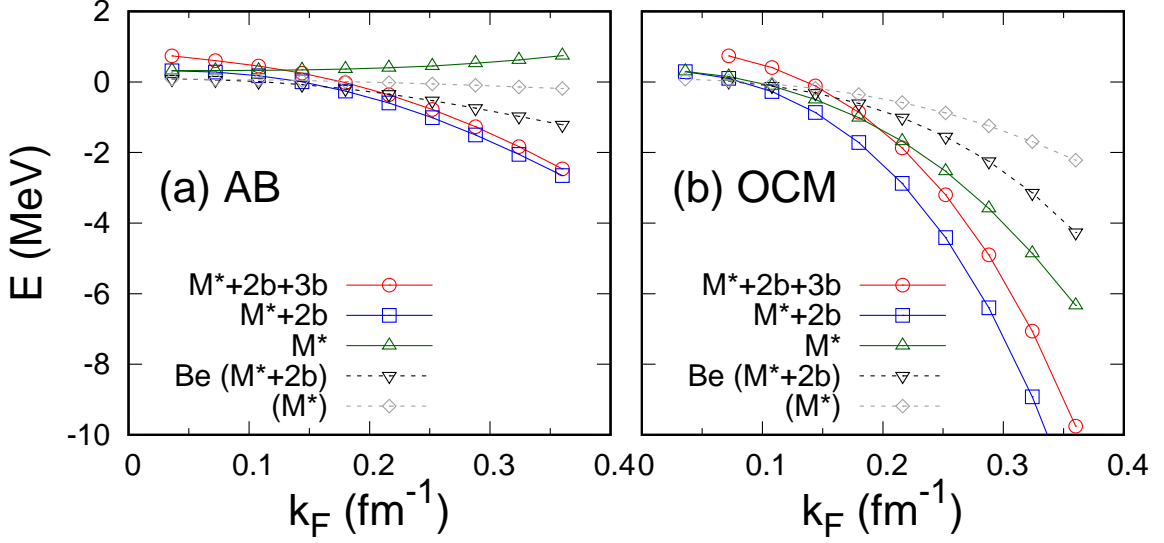 E (MeV)
2
0
-2
-4
-6
-8
-10
(a) AB
M*+2b+3b
M*+2b
M*
Be (M*+2b)
(M*)
0 0.1 0.2 0.3 0.4
k_F (fm^-1)
(b) OCM
M*+2b+3b
M*+2b
M*
Be (M*+2b)
(M*)
0.1 0.2 0.3 0.4
k_F (fm^-1)